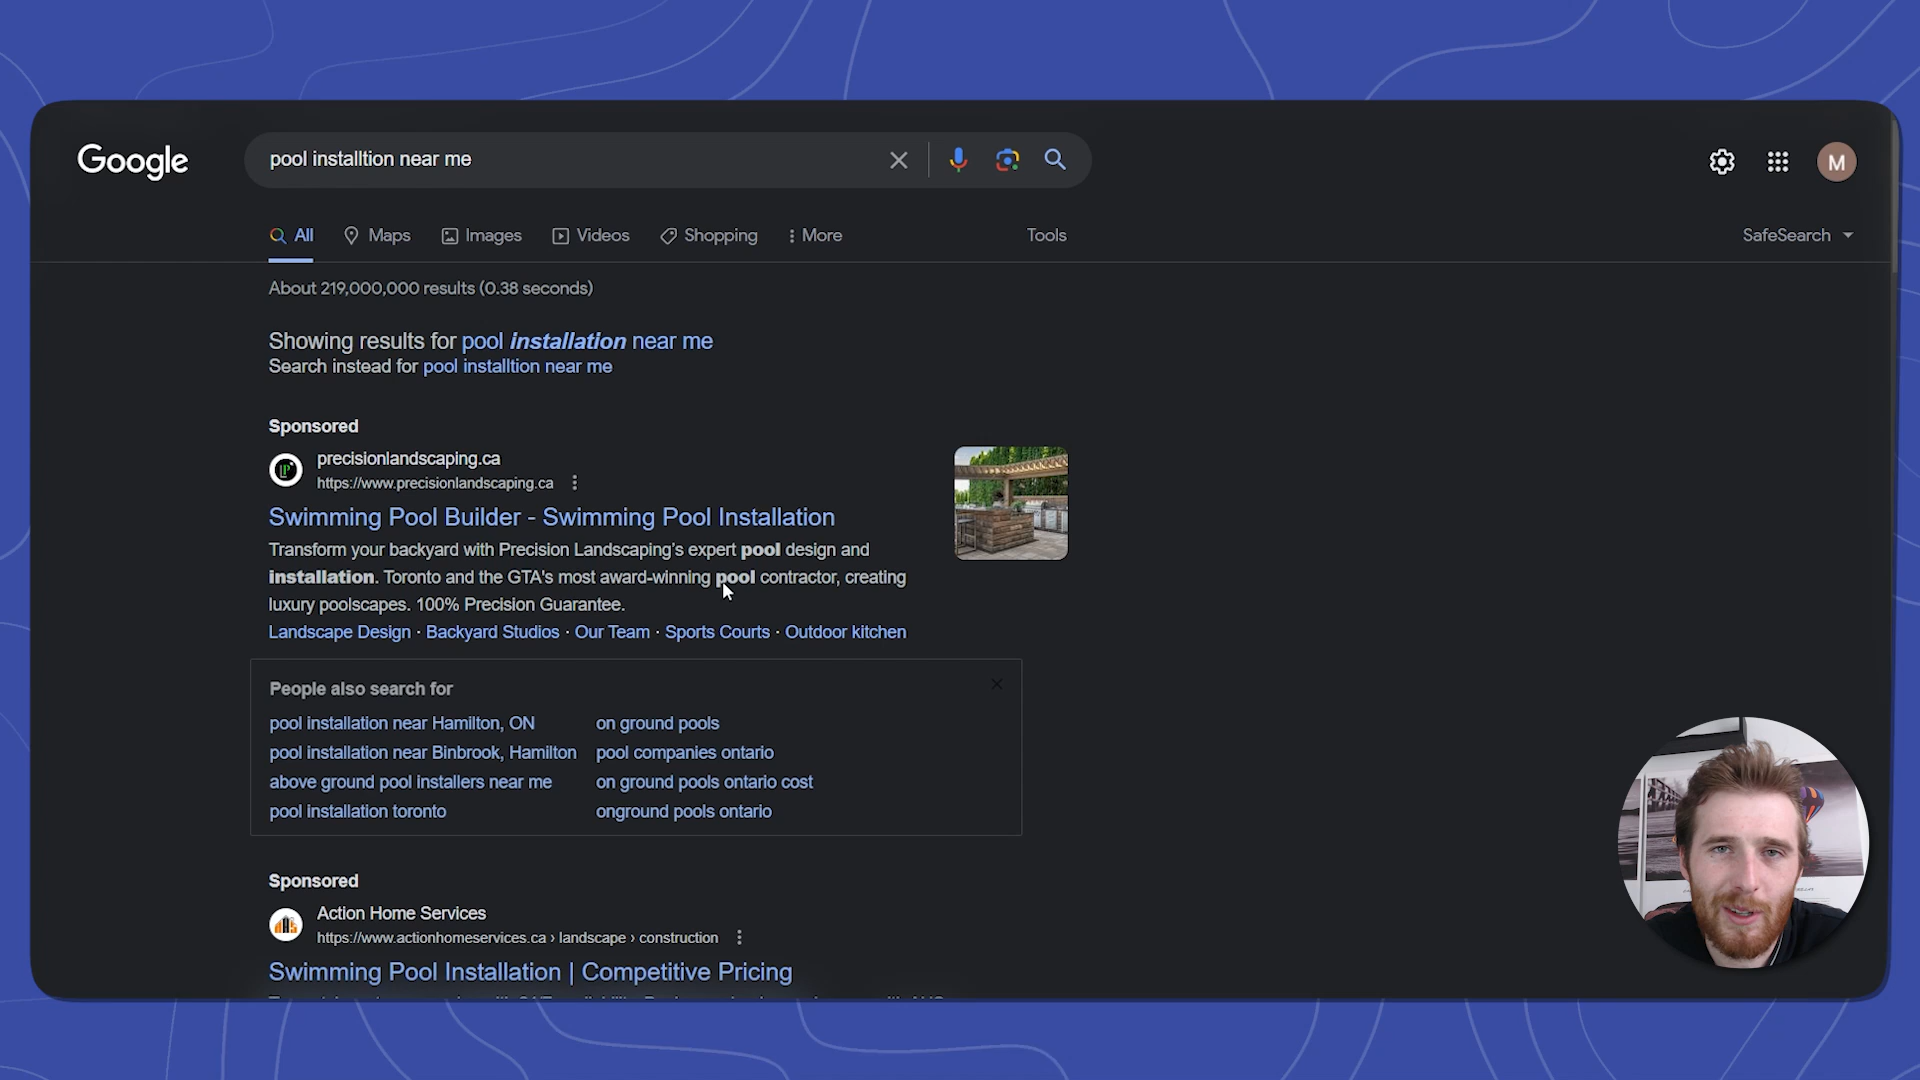 Google
pool installtion near me
M
All
Maps
Images
Videos
Shopping
More
Tools
SafeSearch
About 219,000,000 results (0.38 seconds)
Showing results for pool installation near me
Search instead for pool installtion near me
Sponsored
precisionlandscaping.ca
https://www.precisionlandscaping.ca
Swimming Pool Builder - Swimming Pool Installation
Transform your backyard with Precision Landscaping's expert pool design and
installation. Toronto and the GTA's most award-winning pool contractor, creating
luxury poolscapes. 100% Precision Guarantee.
Landscape Design · Backyard Studios · Our Team · Sports Courts · Outdoor kitchen
People also search for
pool installation near Hamilton, ON
on ground pools
pool installation near Binbrook, Hamilton
pool companies ontario
above ground pool installers near me
on ground pools ontario cost
pool installation toronto
onground pools ontario
Sponsored
Action Home Services
https://www.actionhomeservices.ca › landscape › construction
Swimming Pool Installation | Competitive Pricing